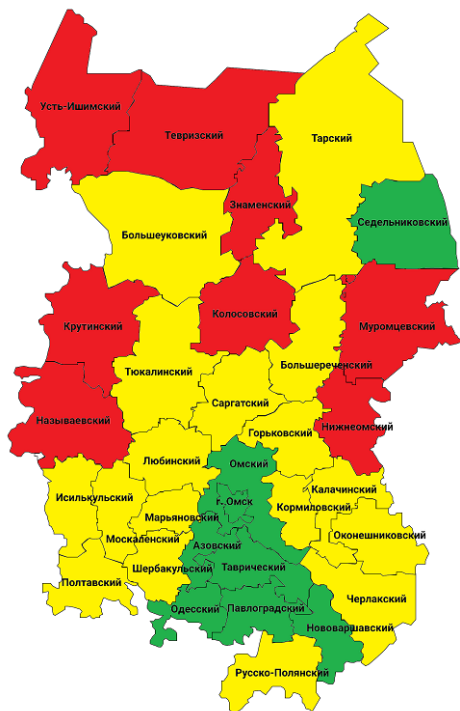 Усть-Ишимский
Тевризский
Тарский
Знаменский
Седельниковский
Большеуковский
Колосовский
Крутинский
Муромцевский
Большереченский
Тюкалинский
Саргатский
Называевский
Нижнеомский
Горьковский
Любинский
Омский
Калачинский
Исилькульский
г. Омск
Кормиловский
Марьяновский
Оконешниковский
Москаленский
Азовский
Шербакульский
Таврический
Полтавский
Черлакский
Одесский
Павлоградский
Нововаршавский
Русско-Полянский